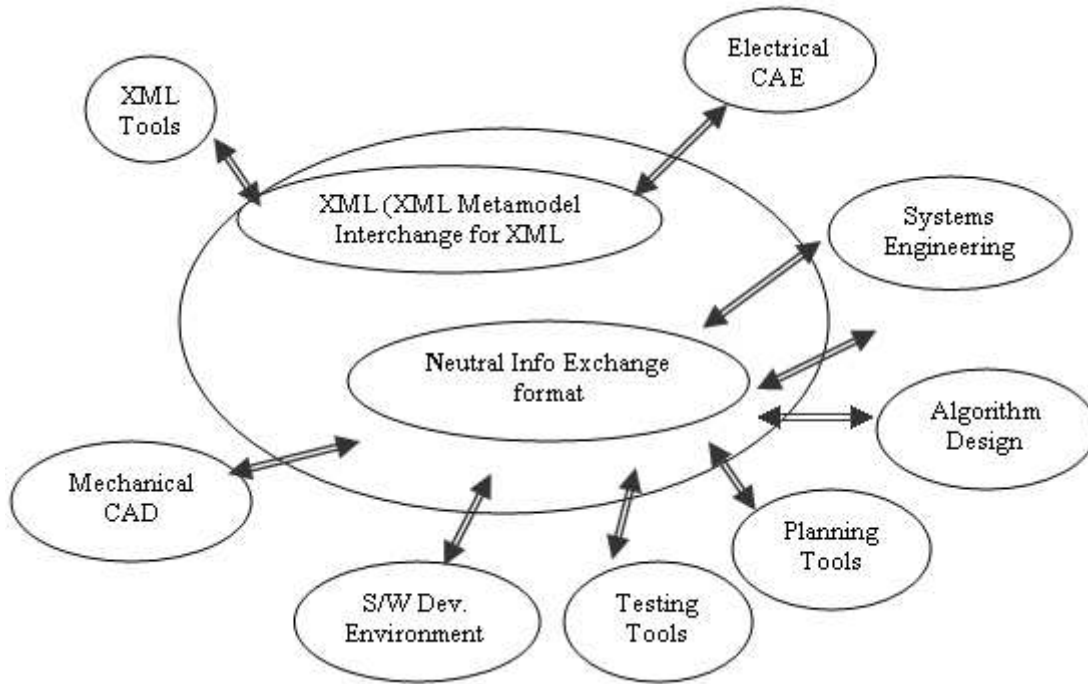 Electrical
CAE
XML
Tools
XML (XML Metamodel
Interchange for XML
Systems
Engineering
Neutral Info Exchange
format
Algorithm
Design
Mechanical
CAD
Planning
Tools
S/W Dev.
Environment
Testing
Tools